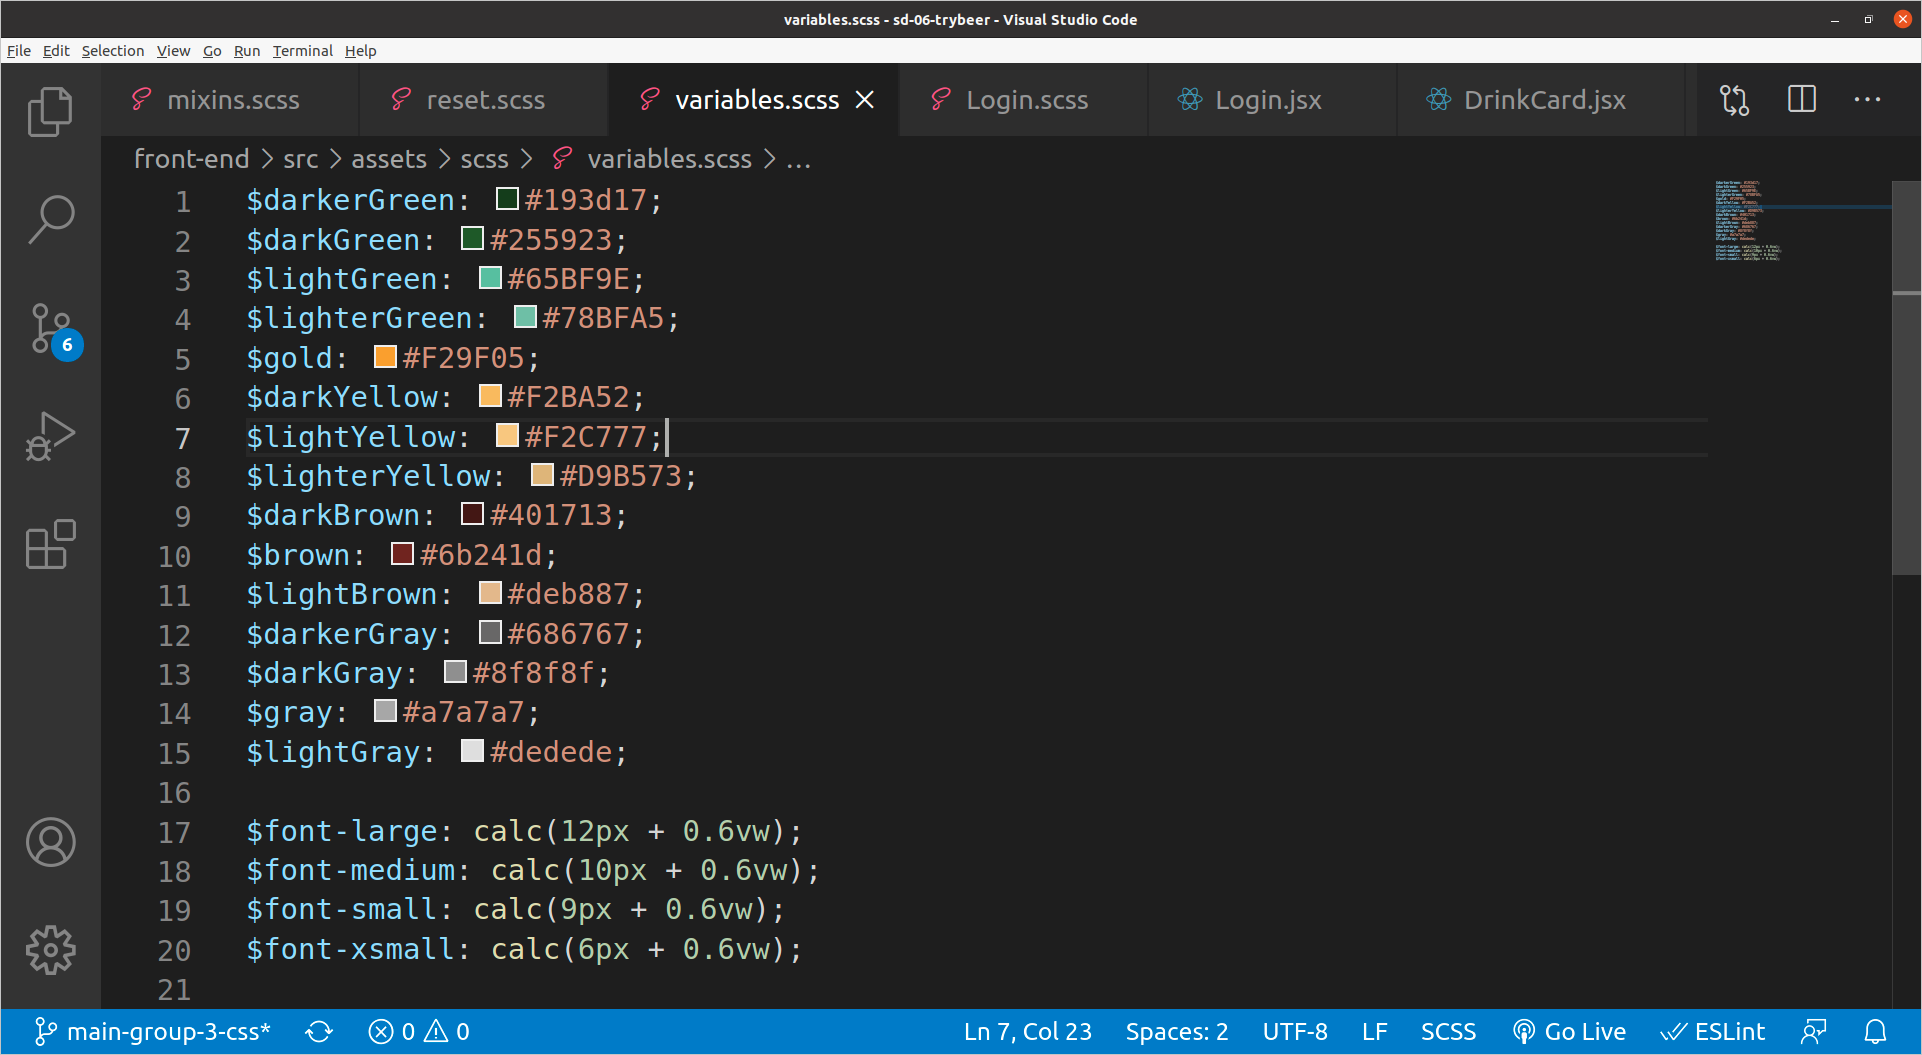 variables.scss - sd-06-trybeer - Visual Studio Code
File Edit Selection View Go Run Terminal Help
mixins.scss reset.scss variables.scss Login.scss Login.jsx DrinkCard.jsx
front-end > src > assets > scss > variables.scss > ...
1 $darkerGreen: #193d17;
2 $darkGreen: #255923;
3 $lightGreen: #65BF9E;
4 $lighterGreen: #78BFA5;
5 $gold: #F29F05;
6 $darkYellow: #F2BA52;
7 $lightYellow: #F2C777;
8 $lighterYellow: #D9B573;
9 $darkBrown: #401713;
10 $brown: #6b241d;
11 $lightBrown: #deb887;
12 $darkerGray: #686767;
13 $darkGray: #8f8f8f;
14 $gray: #a7a7a7;
15 $lightGray: #dedede;
16
17 $font-large: calc(12px + 0.6vw);
18 $font-medium: calc(10px + 0.6vw);
19 $font-small: calc(9px + 0.6vw);
20 $font-xsmall: calc(6px + 0.6vw);
21
6
main-group-3-css* 0 0 Ln 7, Col 23 Spaces: 2 UTF-8 LF SCSS Go Live ESLint